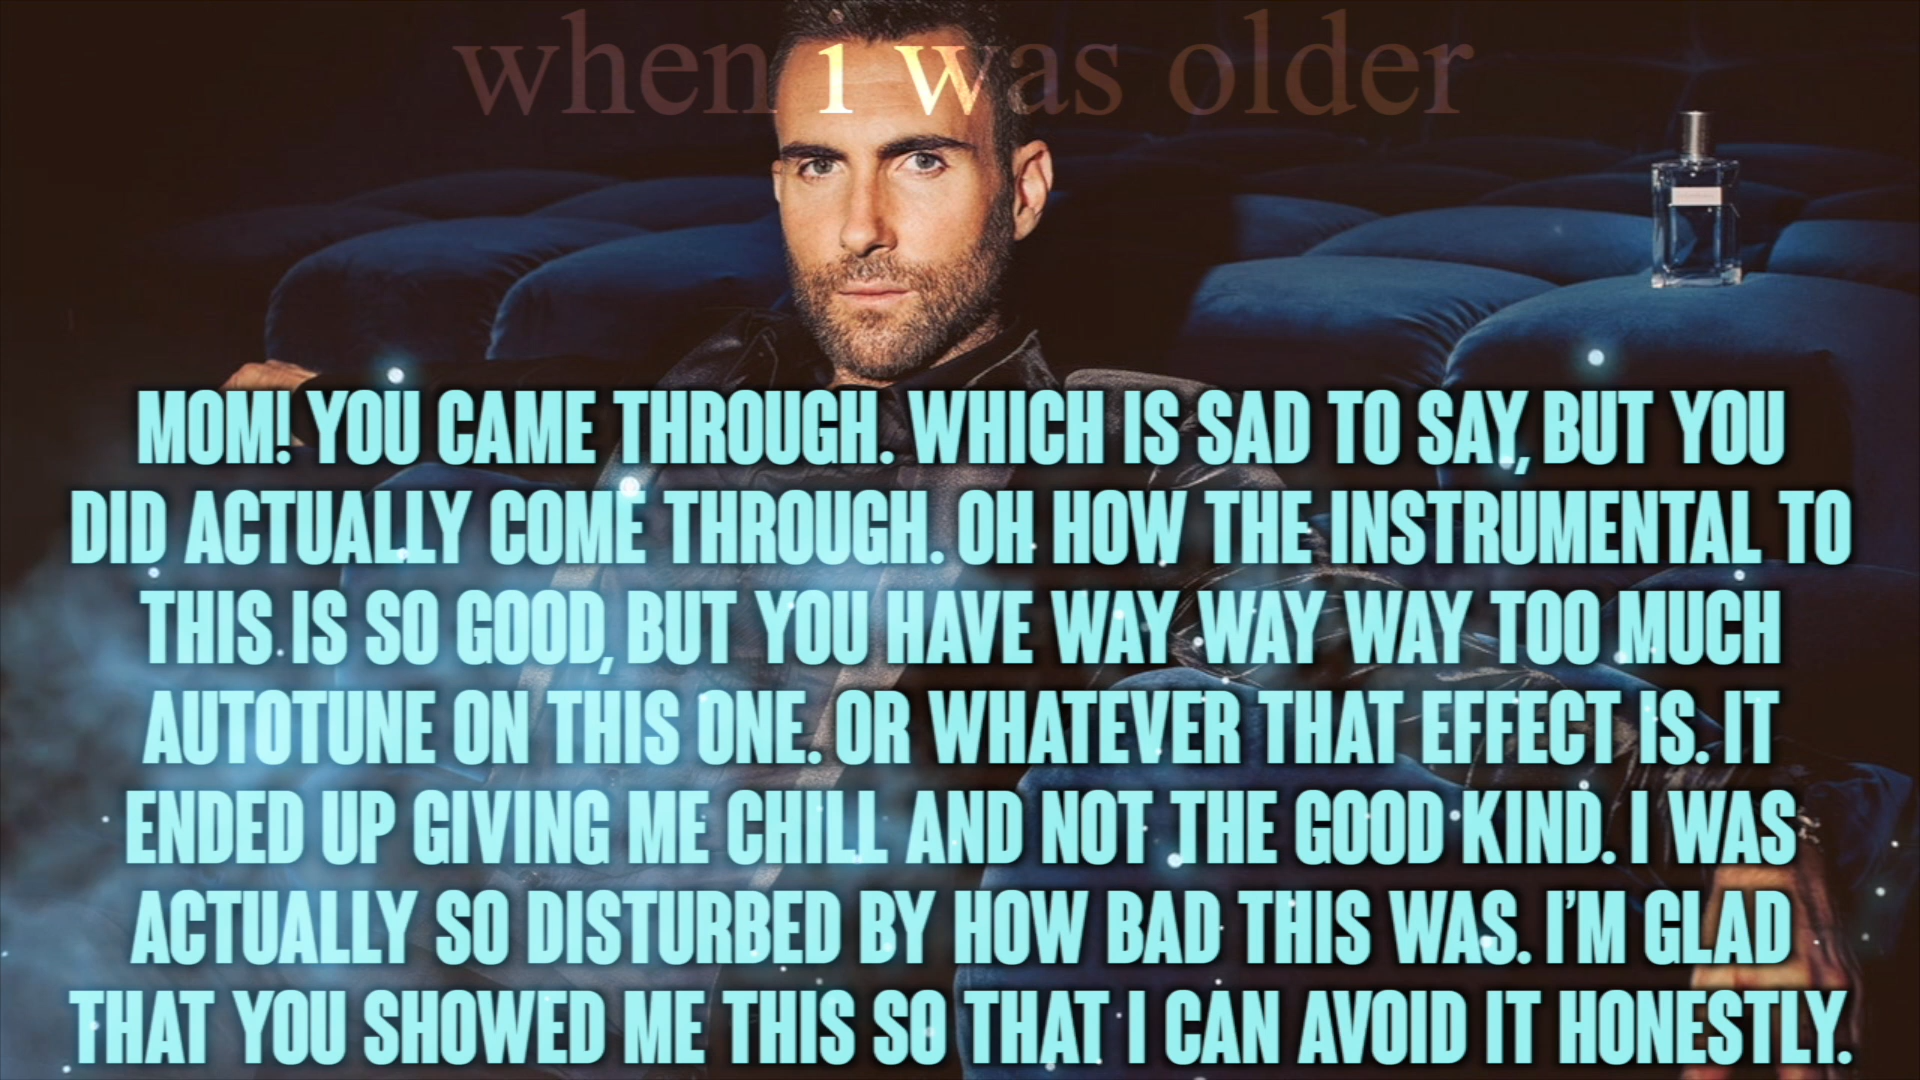 when i was older
MOM! YOU CAME THROUGH. WHICH IS SAD TO SAY, BUT YOU
DID ACTUALLY COME THROUGH. OH HOW THE INSTRUMENTAL TO
THIS IS SO GOOD, BUT YOU HAVE WAY WAY WAY TOO MUCH
AUTOTUNE ON THIS ONE. OR WHATEVER THAT EFFECT IS. IT
ENDED UP GIVING ME CHILL AND NOT THE GOOD KIND. I WAS
ACTUALLY SO DISTURBED BY HOW BAD THIS WAS. I'M GLAD
THAT YOU SHOWED ME THIS SO THAT I CAN AVOID IT HONESTLY.